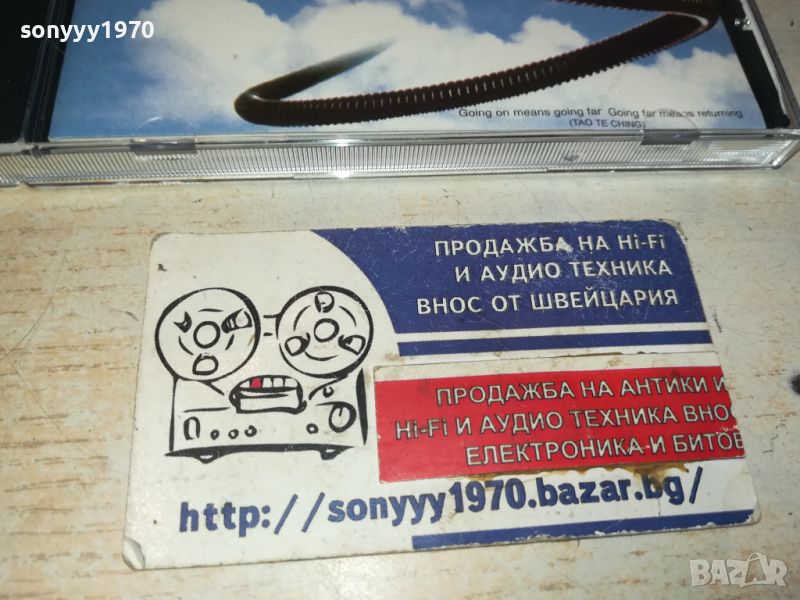 sonyyy1970
Going on means going far Going far means returning
(TAO TE CHING)
ПРОДАЖБА НА Hi-Fi
И АУДИО ТЕХНИКА
ВНОС ОТ ШВЕЙЦАРИЯ
ПРОДАЖБА НА АНТИКИ И
Hi-Fi И АУДИО ТЕХНИКА ВНО
ЕЛЕКТРОНИКА И БИТОВ
http://sonyyy1970.bazar.bg/
BAZAR